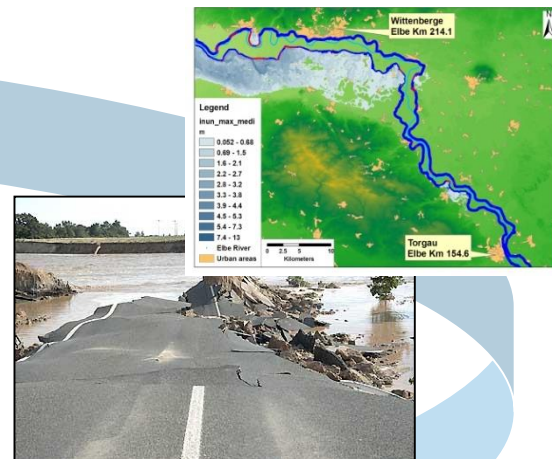 Wittenberge
Elbe Km 214.1
N
Legend
inun_max_medi
m
0.052 - 0.68
0.69 - 1.5
1.6 - 2.1
2.2 - 2.7
2.8 - 3.2
3.3 - 3.8
3.9 - 4.4
4.5 - 5.3
5.4 - 7.3
7.4 - 13
Elbe River
Urban areas
0 2.5 5 10
Kilometers
Torgau
Elbe Km 154.6